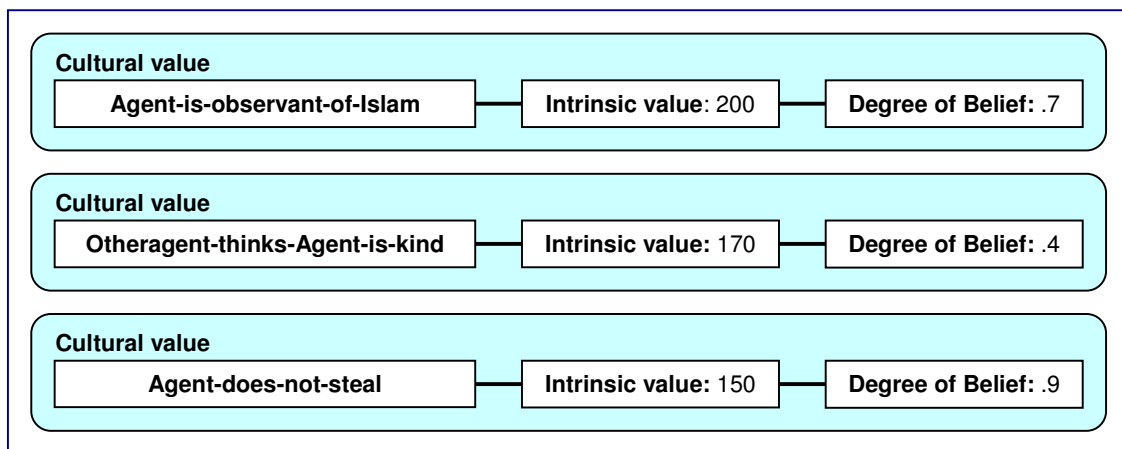 Cultural value
Agent-is-observant-of-Islam Intrinsic value: 200 Degree of Belief: .7
Cultural value
Otheragent-thinks-Agent-is-kind Intrinsic value: 170 Degree of Belief: .4
Cultural value
Agent-does-not-steal Intrinsic value: 150 Degree of Belief: .9